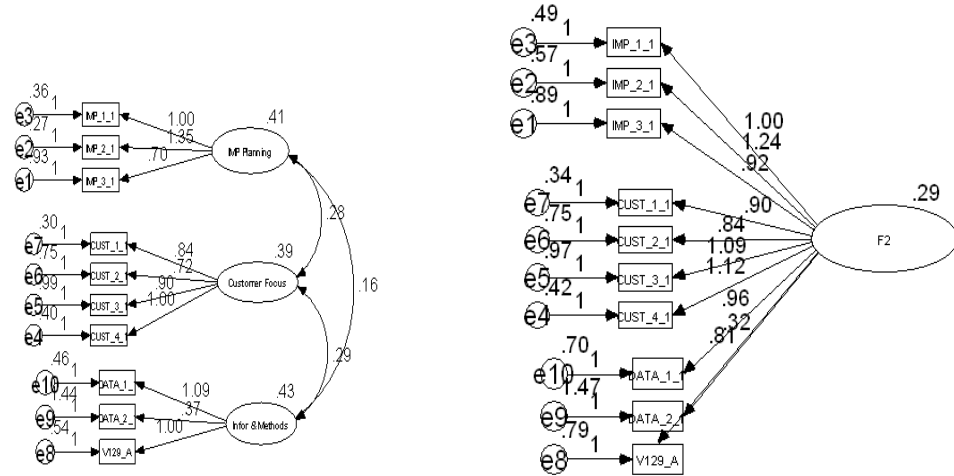 .36
e3
1
IMP_1_1
1.00
.27
e2
1
IMP_2_1
1.35
.93
e1
1
IMP_3_1
.70
.41
IMP Planning
.28
.16
.30
e7
1
CUST_1_
.84
.75
e6
1
CUST_2_1
.72
.99
e5
1
CUST_3_
.90
.40
e4
1
CUST_4_1
1.00
.39
Customer Focus
.29
.46
e10
1
DATA_1_
1.09
1.44
e9
1
DATA_2_
.37
.54
e8
1
V129_A
1.00
.43
Infor & Methods
.49
e3
1
IMP_1_1
1.00
.57
e2
1
IMP_2_1
1.24
.89
e1
1
IMP_3_1
.92
.34
e7
1
CUST_1_1
.90
.75
e6
1
CUST_2_1
.84
.97
e5
1
CUST_3_1
1.09
.42
e4
1
CUST_4_1
1.12
.29
F2
.70
e10
1
DATA_1_1
.96
1.47
e9
1
DATA_2_1
.32
.79
e8
1
V129_A
.81